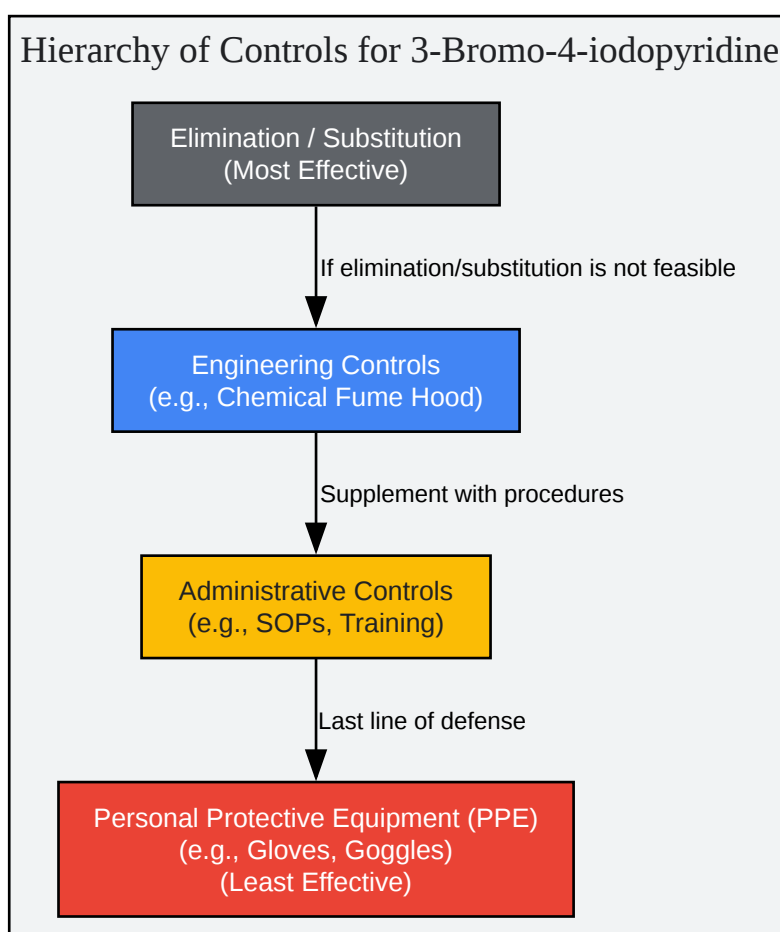 Hierarchy of Controls for 3-Bromo-4-iodopyridine
Elimination / Substitution
(Most Effective)
If elimination/substitution is not feasible
Engineering Controls
(e.g., Chemical Fume Hood)
Supplement with procedures
Administrative Controls
(e.g., SOPs, Training)
Last line of defense
Personal Protective Equipment (PPE)
(e.g., Gloves, Goggles)
(Least Effective)